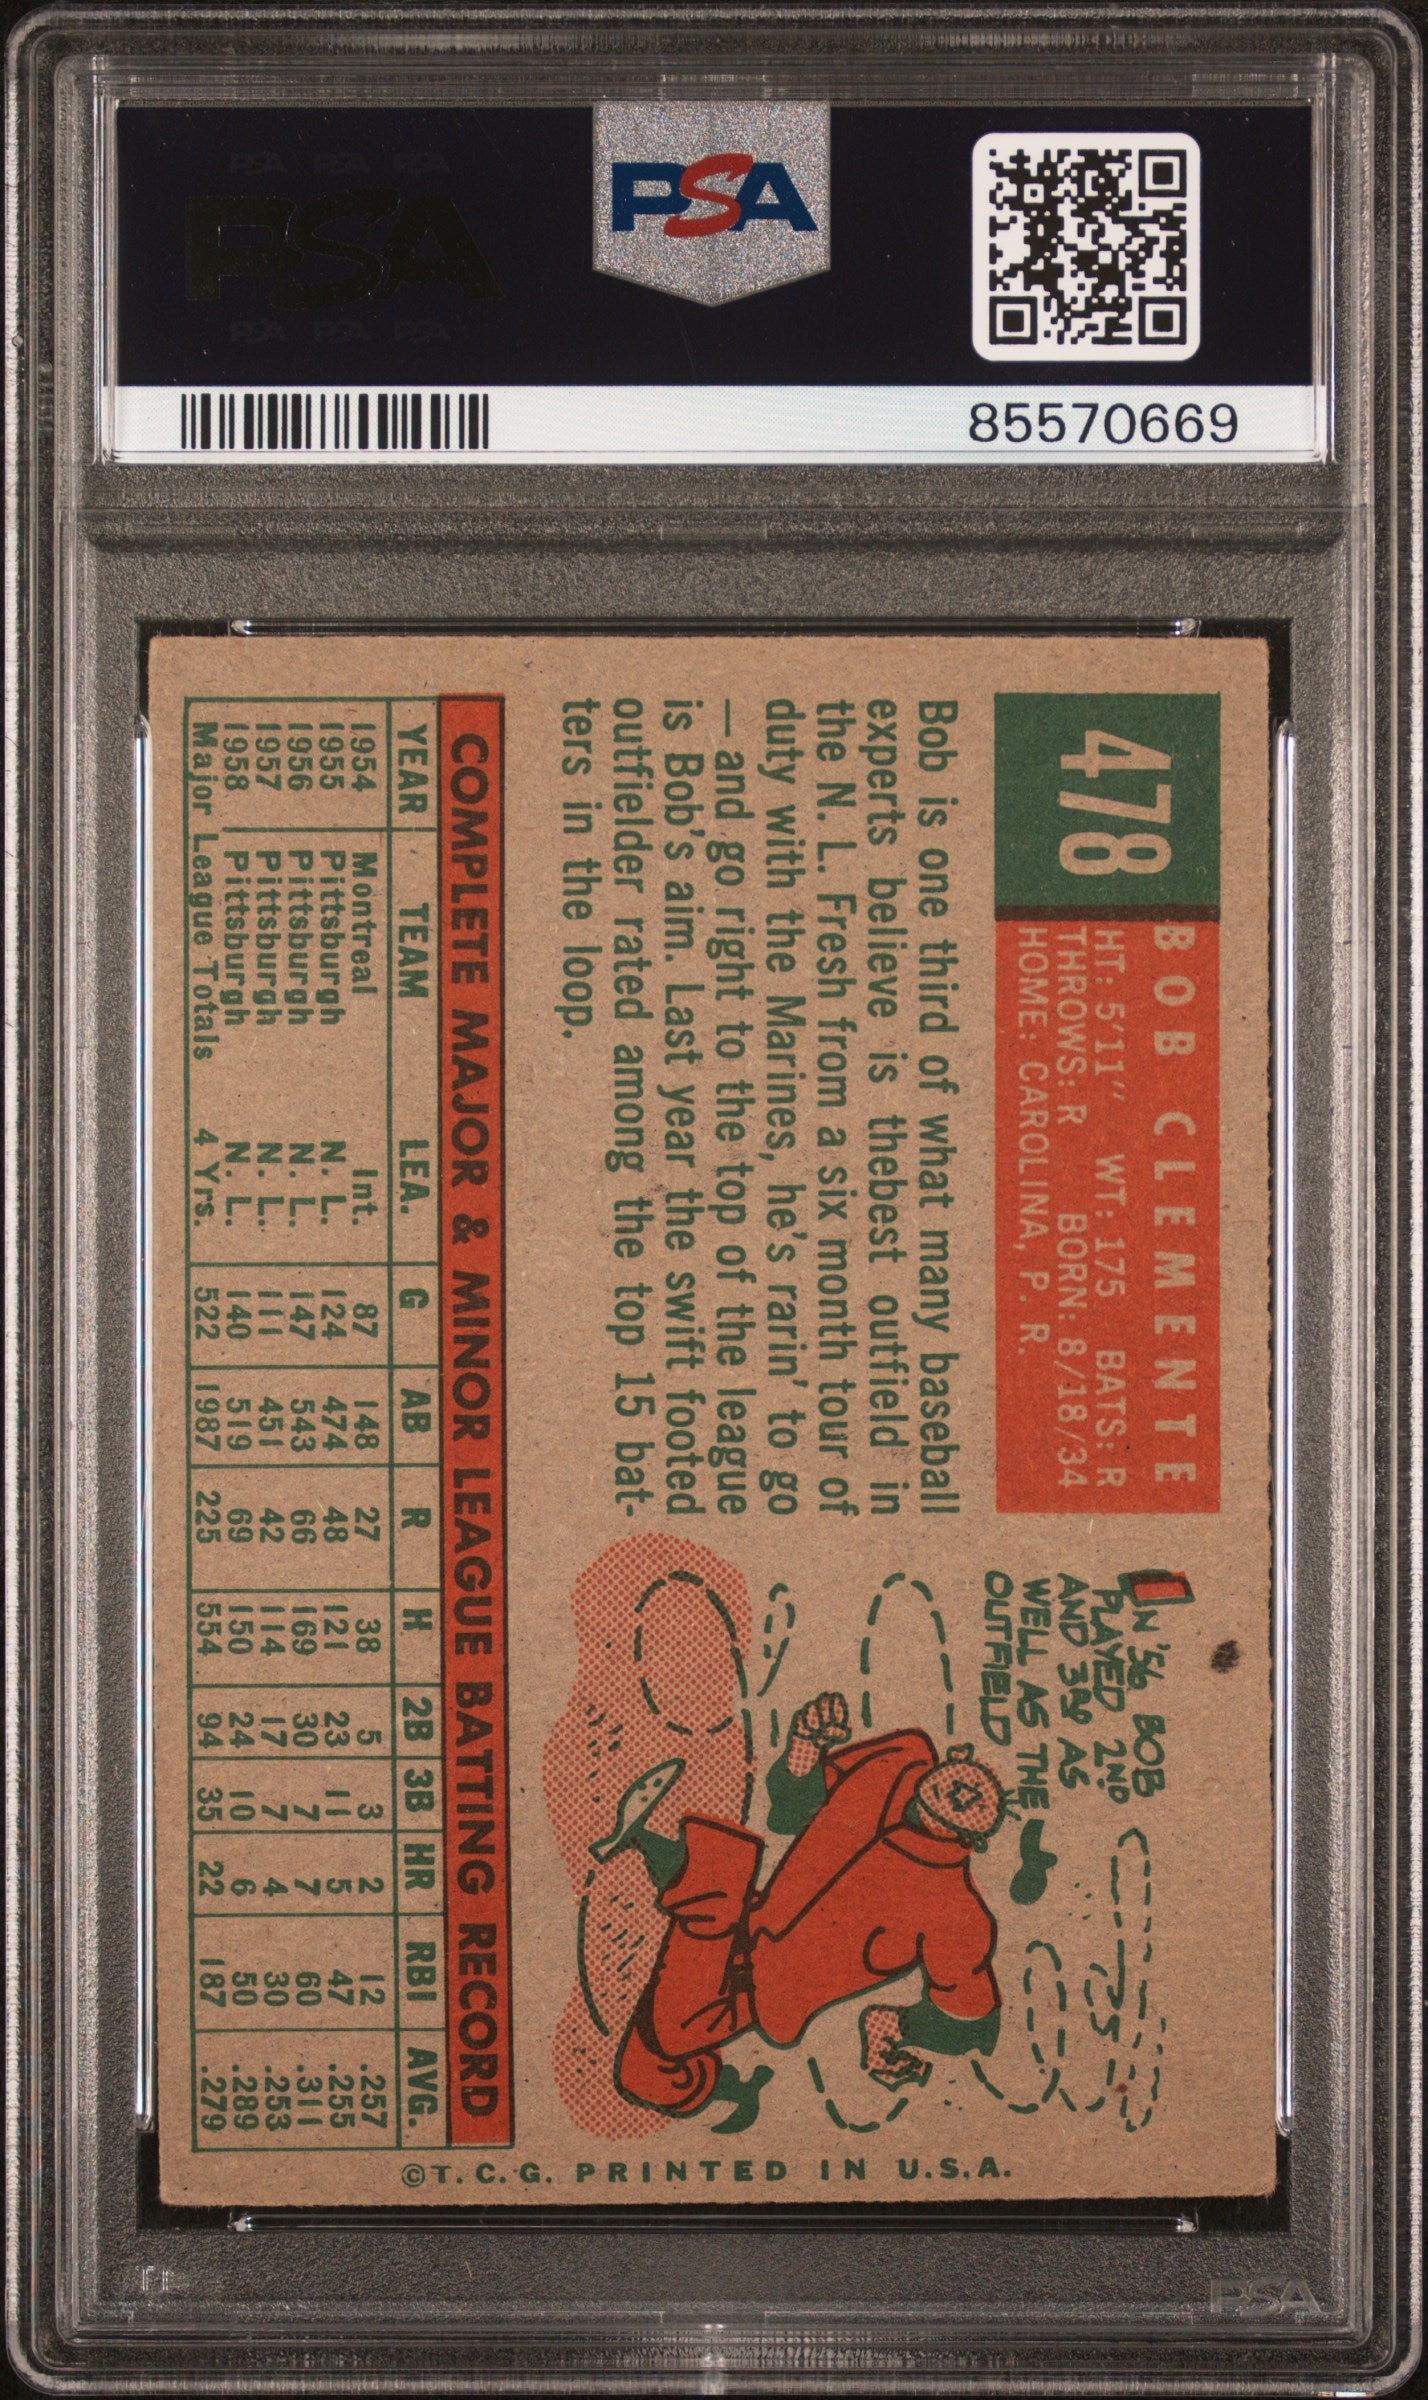 PSA PSA PSA
PSA
PSA PSA PSA
PSA
85570669
478
BOB CLEMENTE
HT: 5'11" WT: 175 BATS: R
THROWS: R BORN: 8/18/34
HOME: CAROLINA, P. R.
Bob is one third of what many baseball
experts believe is thebest outfield in
the N. L. Fresh from a six month tour of
duty with the Marines, he's rarin' to go
—and go right to the top of the league
is Bob's aim. Last year the swift footed
outfielder rated among the top 15 bat-
ters in the loop.
IN '56 BOB
PLAYED 2ND
AND 3RD AS
WELL AS THE
OUTFIELD
COMPLETE MAJOR & MINOR LEAGUE BATTING RECORD
YEAR TEAM LEA. G AB R H 2B 3B HR RBI AVG.
1954 Montreal Int. 87 148 27 38 5 3 2 12 .257
1955 Pittsburgh N. L. 124 474 48 121 23 11 5 47 .255
1956 Pittsburgh N. L. 147 543 66 169 30 7 7 60 .311
1957 Pittsburgh N. L. 111 451 42 114 17 7 4 30 .253
1958 Pittsburgh N. L. 140 519 69 150 24 10 6 50 .289
Major League Totals 4 Yrs. 522 1987 225 554 94 35 22 187 .279
©T. C. G. PRINTED IN U.S.A.
PSA